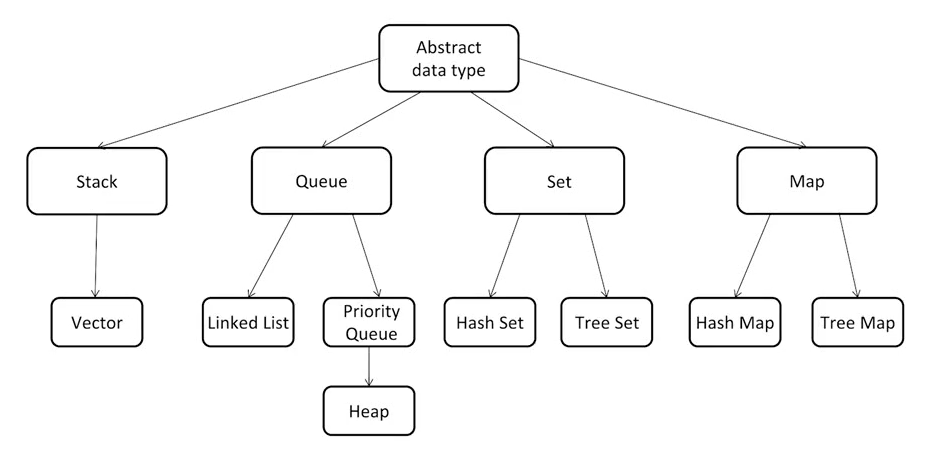 Abstract
data type
Stack
Queue
Set
Map
Vector
Linked List
Priority
Queue
Hash Set
Tree Set
Hash Map
Tree Map
Heap